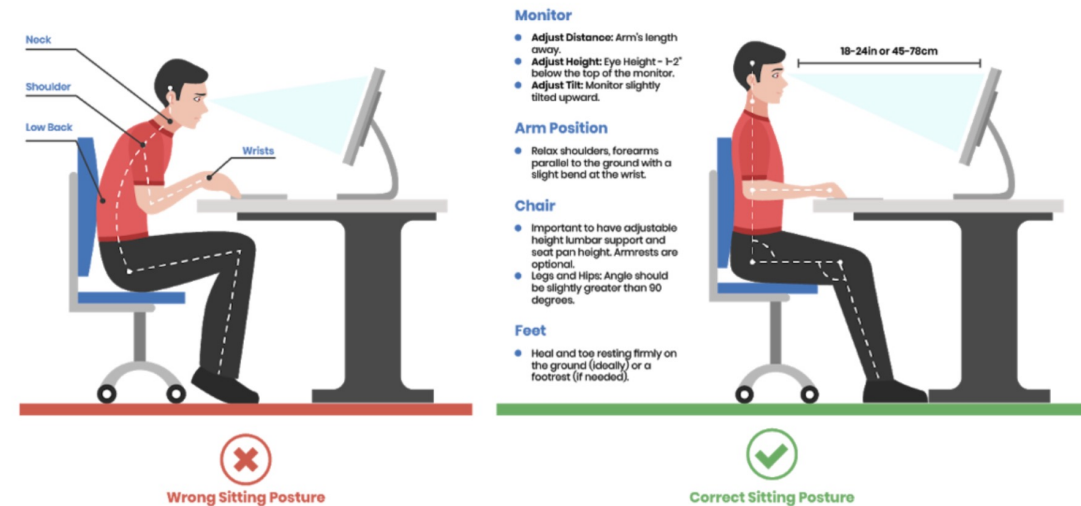 Neck
Shoulder
Low Back
Wrists
Wrong Sitting Posture
Monitor
Adjust Distance: Arm's length
away.
Adjust Height: Eye Height - 1-2"
below the top of the monitor.
Adjust Tilt: Monitor slightly
tilted upward.
Arm Position
Relax shoulders, forearms
parallel to the ground with a
slight bend at the wrist.
Chair
Important to have adjustable
height lumbar support and
seat pan height. Armrests are
optional.
Legs and Hips: Angle should
be slightly greater than 90
degrees.
Feet
Heal and toe resting firmly on
the ground (ideally) or a
footrest (if needed).
18-24in or 45-78cm
Correct Sitting Posture